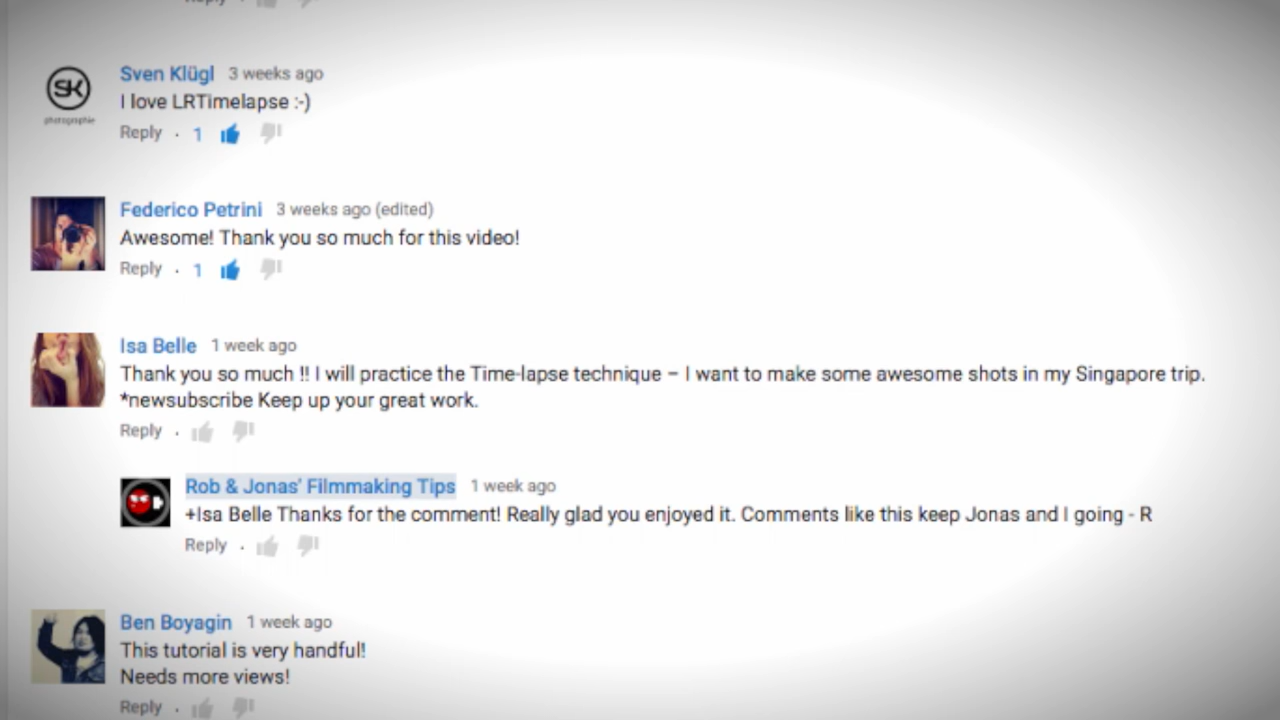 Reply ·
Sven Klügl 3 weeks ago
SK
photographie
I love LRTimelapse :-)
Reply · 1
Federico Petrini 3 weeks ago (edited)
Awesome! Thank you so much for this video!
Reply · 1
Isa Belle 1 week ago
Thank you so much !! I will practice the Time-lapse technique – I want to make some awesome shots in my Singapore trip.
*newsubscribe Keep up your great work.
Reply ·
Rob & Jonas' Filmmaking Tips 1 week ago
+Isa Belle Thanks for the comment! Really glad you enjoyed it. Comments like this keep Jonas and I going - R
Reply ·
Ben Boyagin 1 week ago
This tutorial is very handful!
Needs more views!
Reply ·